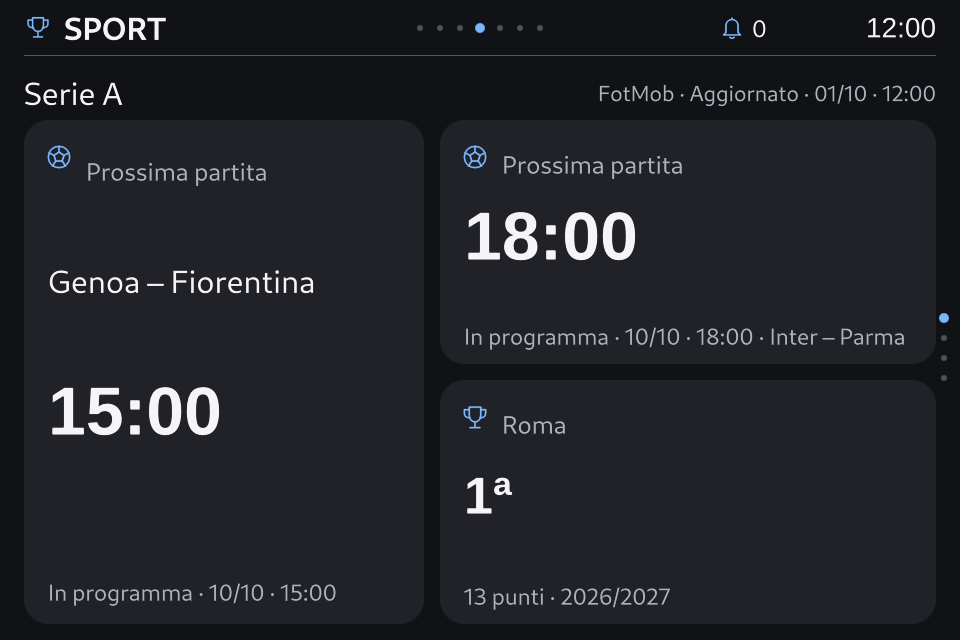 SPORT
0
12:00
Serie A
FotMob · Aggiornato · 01/10 · 12:00
Prossima partita
Genoa – Fiorentina
15:00
In programma · 10/10 · 15:00
Prossima partita
18:00
In programma · 10/10 · 18:00 · Inter – Parma
Roma
1ª
13 punti · 2026/2027